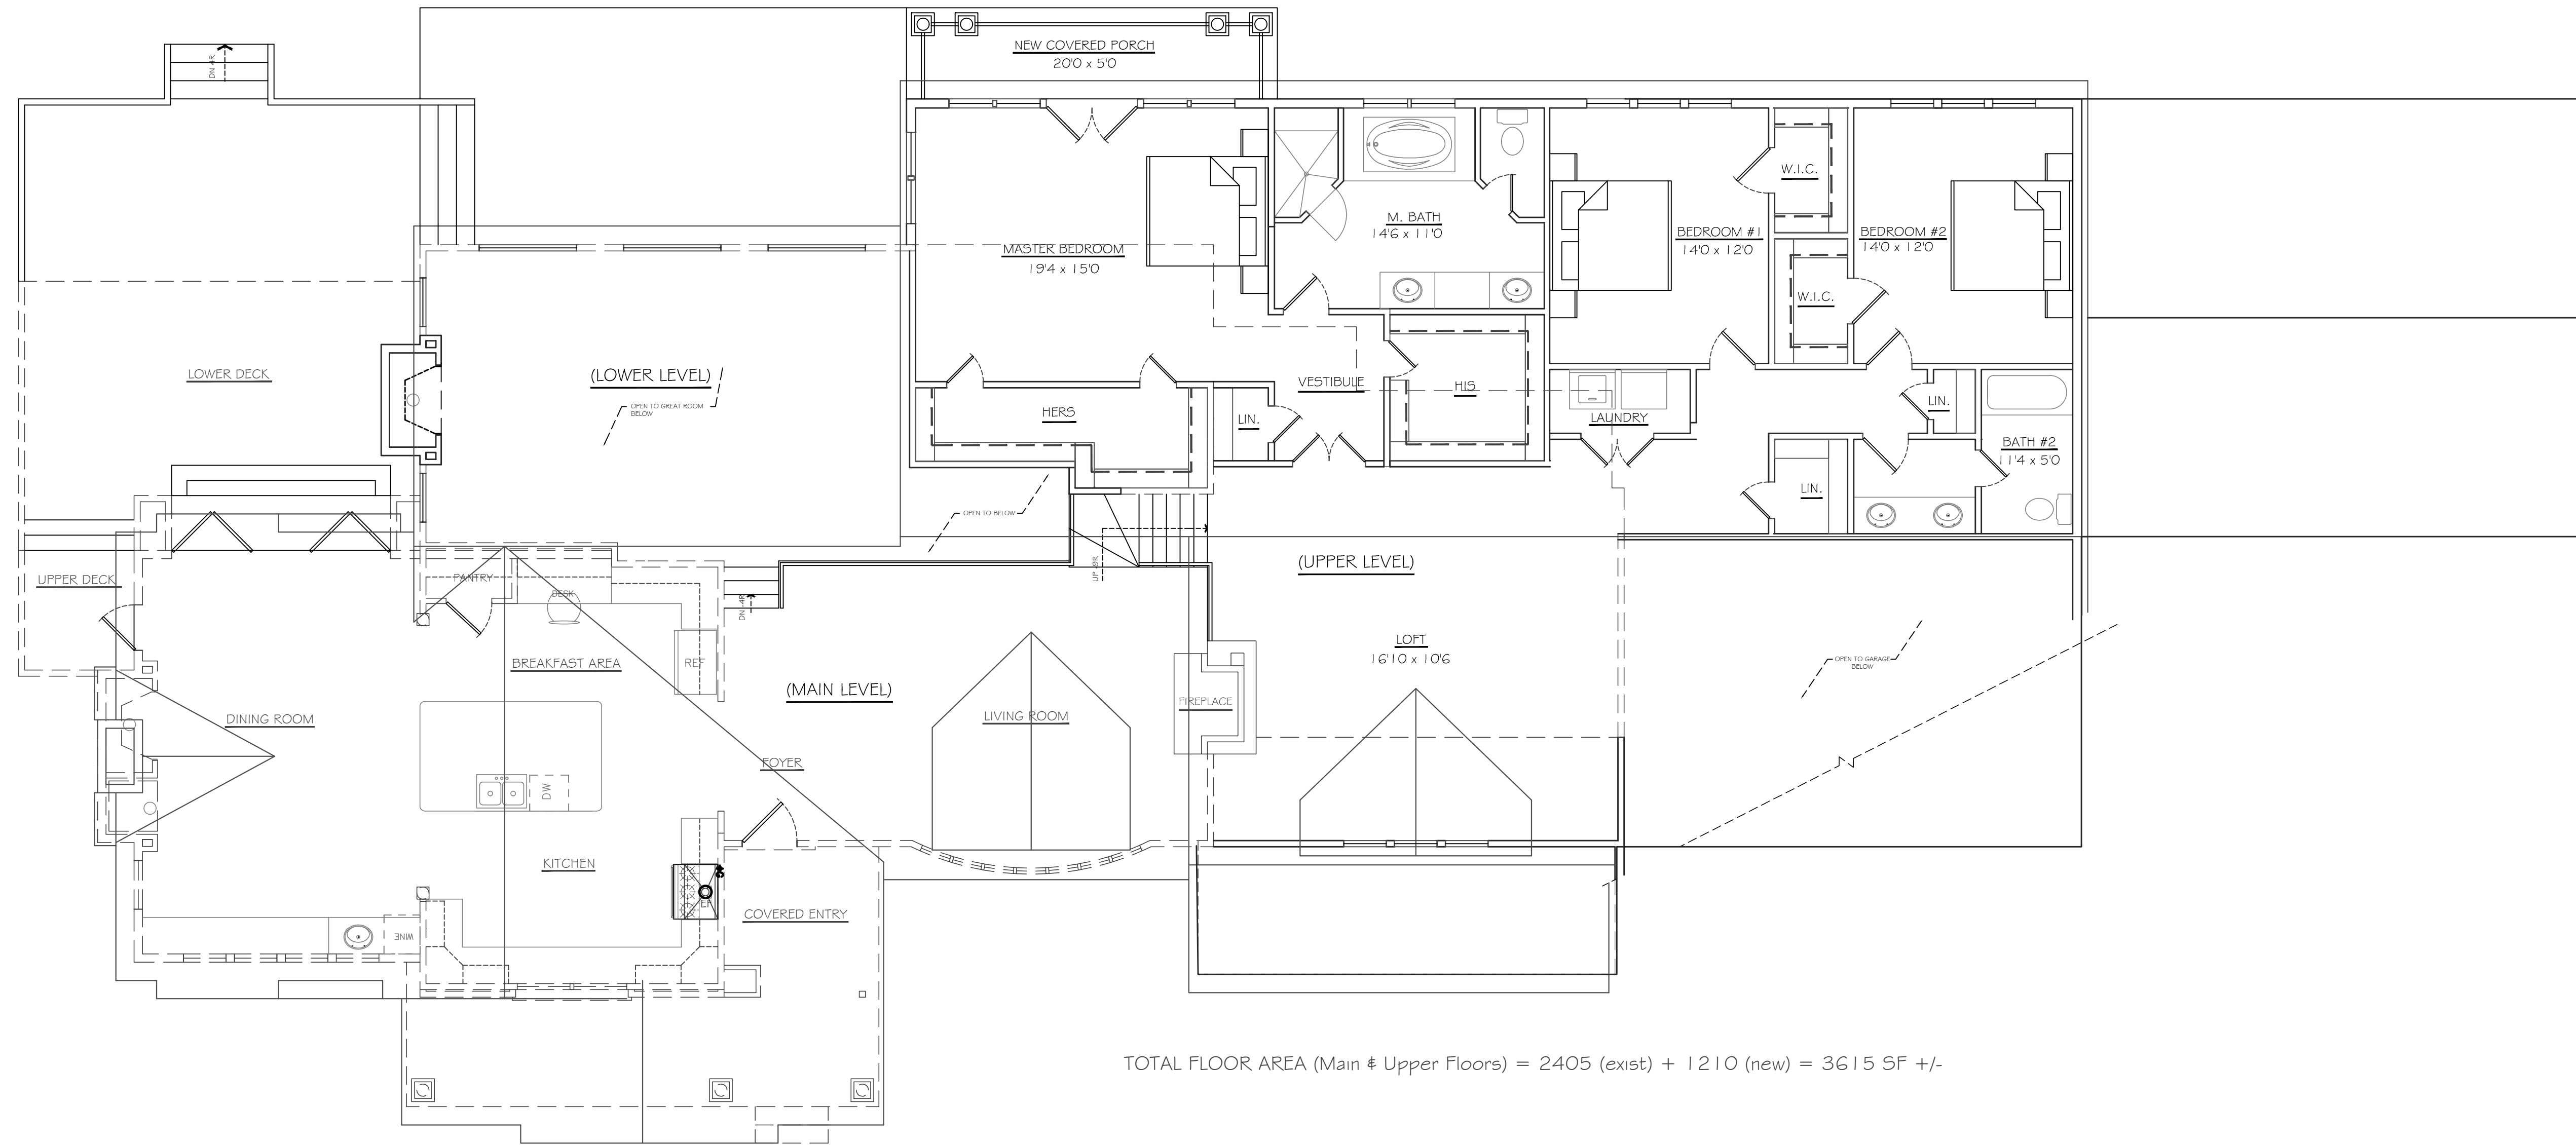 NEW COVERED PORCH
20'0 x 5'0
DN 4R
MASTER BEDROOM
19'4 x 15'0
M. BATH
14'6 x 11'0
BEDROOM #1
14'0 x 12'0
W.I.C.
W.I.C.
BEDROOM #2
14'0 x 12'0
LOWER DECK
(LOWER LEVEL)
OPEN TO GREAT ROOM
BELOW
HERS
LIN.
VESTIBULE
HIS
LAUNDRY
LIN.
BATH #2
11'4 x 5'0
LIN.
OPEN TO BELOW
UPPER DECK
PANTRY
DESK
DN 4R
(UPPER LEVEL)
BREAKFAST AREA
REF
LOFT
16'10 x 10'6
OPEN TO GARAGE
BELOW
(MAIN LEVEL)
DINING ROOM
LIVING ROOM
FIREPLACE
FOYER
DW
KITCHEN
COVERED ENTRY
WINE
TOTAL FLOOR AREA (Main & Upper Floors) = 2405 (exist) + 1210 (new) = 3615 SF +/-